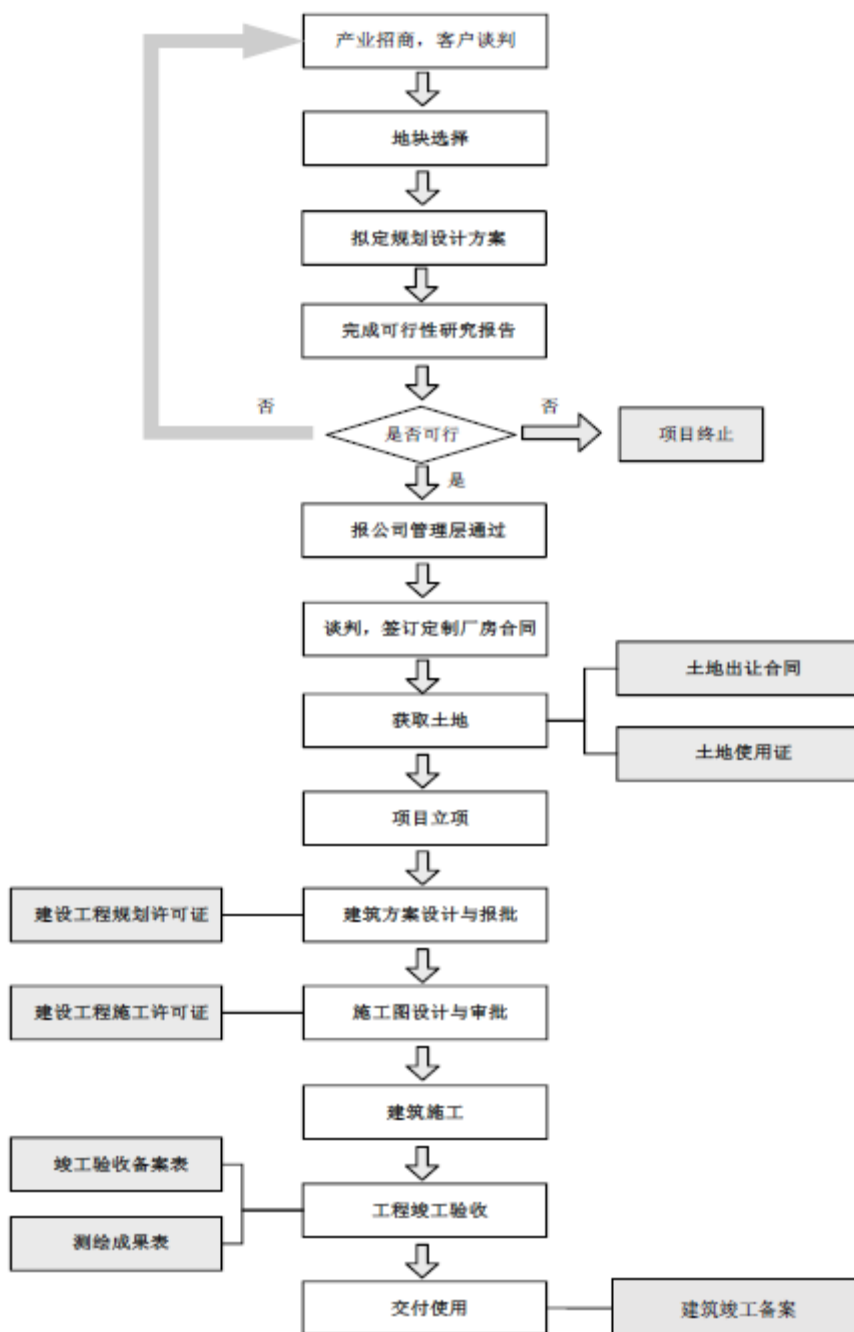 产业招商，客户谈判
地块选择
拟定规划设计方案
完成可行性研究报告
否
是否可行
否
项目终止
是
报公司管理层通过
谈判，签订定制厂房合同
土地出让合同
获取土地
土地使用证
项目立项
建设工程规划许可证
建筑方案设计与报批
建设工程施工许可证
施工图设计与审批
建筑施工
竣工验收备案表
工程竣工验收
测绘成果表
交付使用
建筑竣工备案